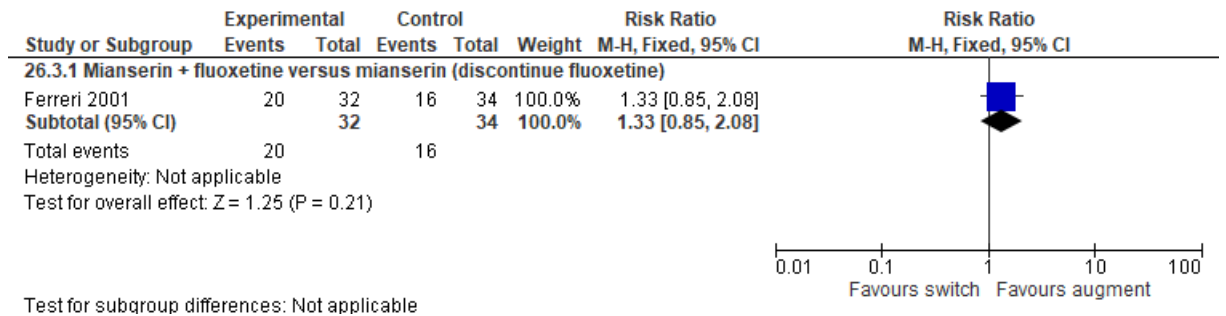 Experimental Control Risk Ratio Risk Ratio
Study or Subgroup Events Total Events Total Weight M-H, Fixed, 95% CI M-H, Fixed, 95% CI
26.3.1 Mianserin + fluoxetine versus mianserin (discontinue fluoxetine)
Ferreri 2001 20 32 16 34 100.0% 1.33 [0.85, 2.08]
Subtotal (95% CI) 32 34 100.0% 1.33 [0.85, 2.08]
Total events 20 16
Heterogeneity: Not applicable
Test for overall effect: Z = 1.25 (P = 0.21)
0.01 0.1 1 10 100
Favours switch Favours augment
Test for subgroup differences: Not applicable